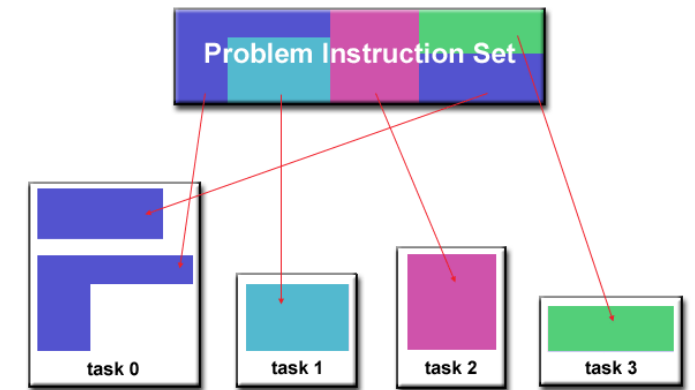 Problem Instruction Set
task 0
task 1
task 2
task 3